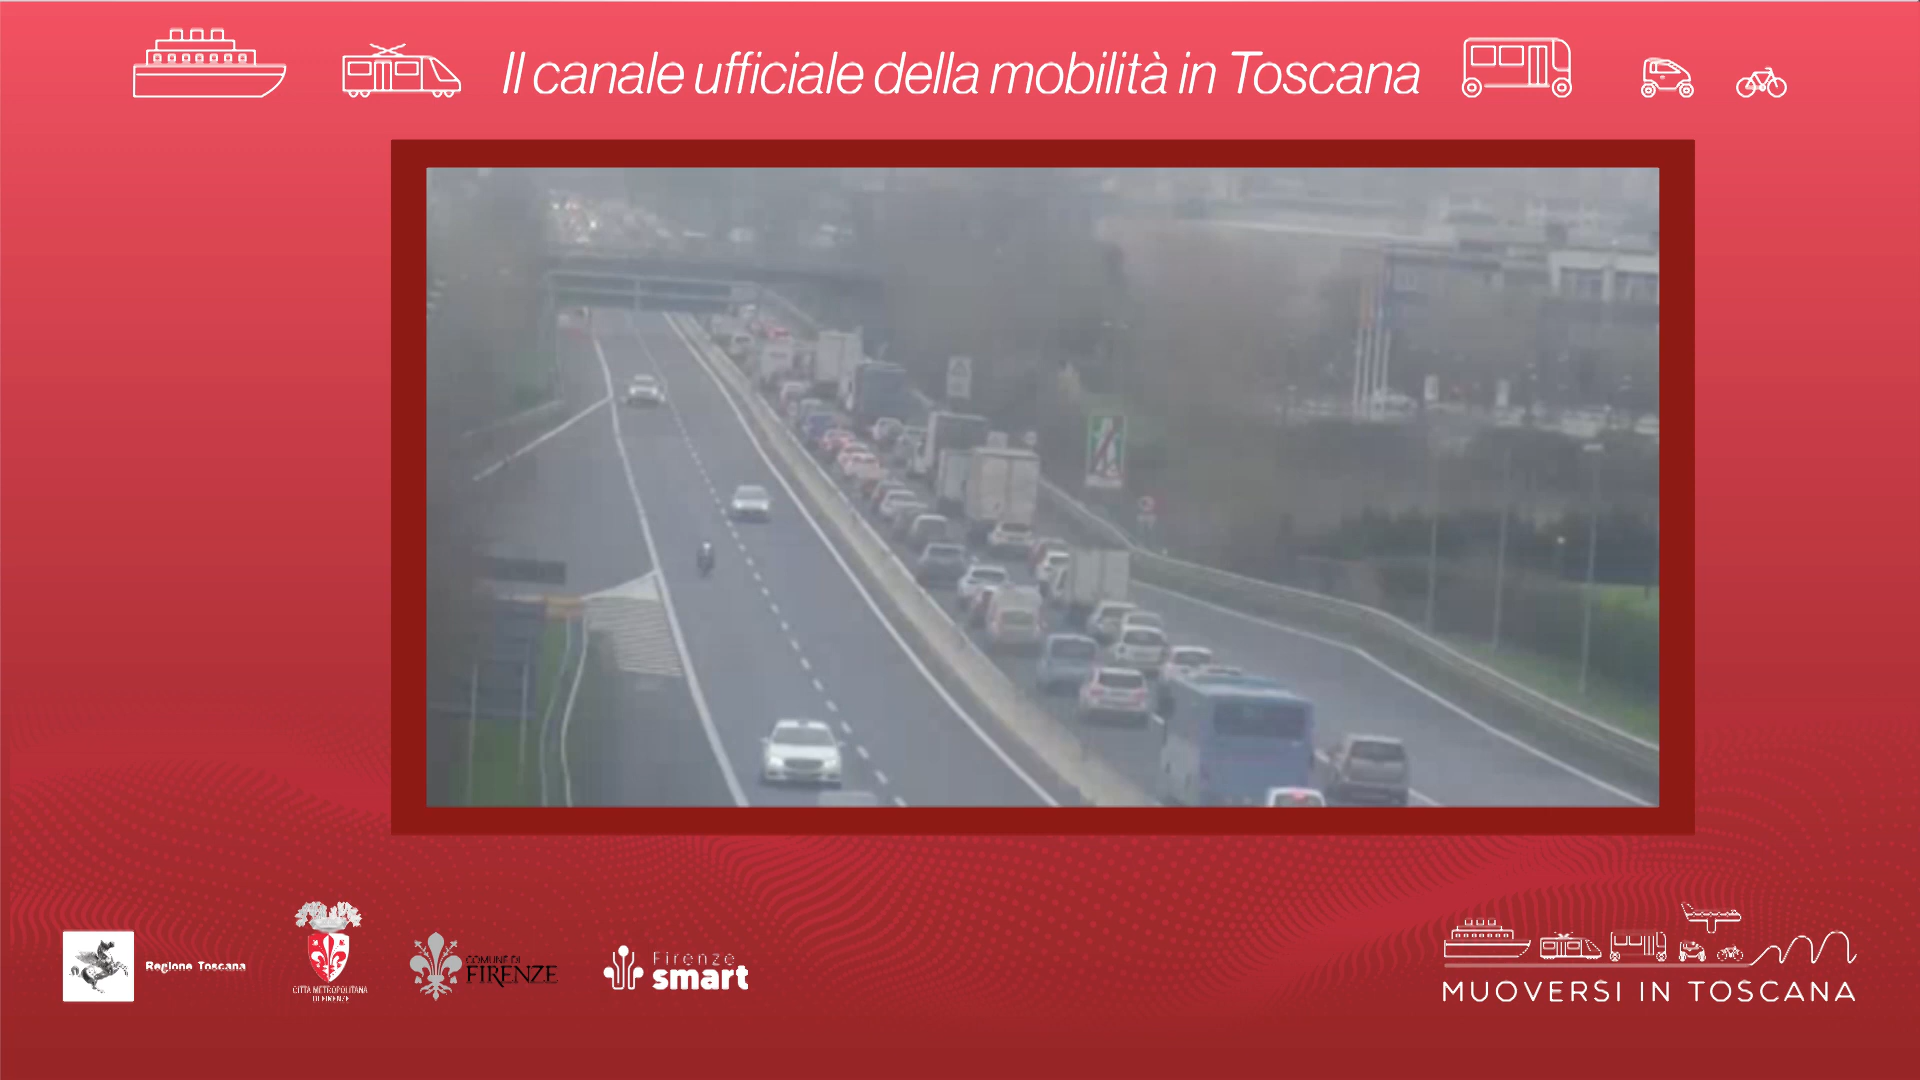 Il canale ufficiale della mobilità in Toscana
Regione Toscana
CITTÀ METROPOLITANA
DI FIRENZE
COMUNE DI
FIRENZE
Firenze
smart
MUOVERSI IN TOSCANA